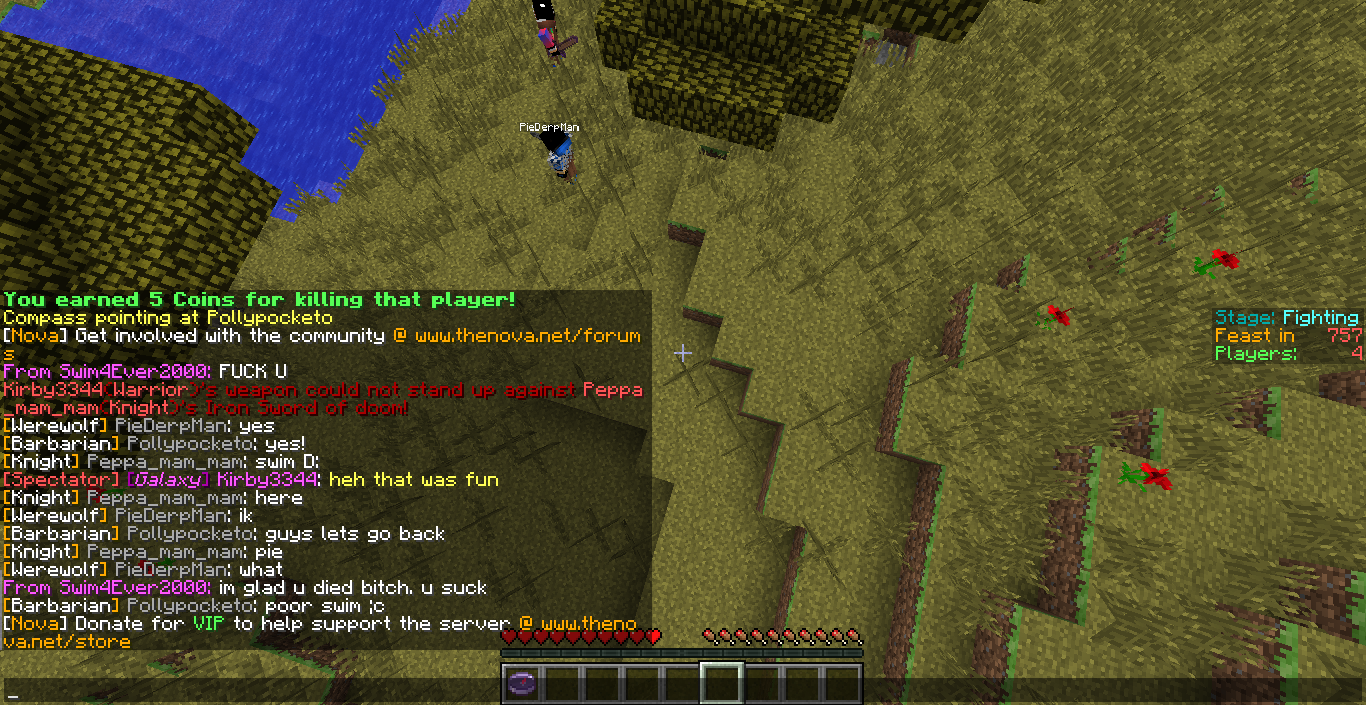 PieDerpMan
You earned 5 Coins for killing that player!
Compass pointing at Pollypocketo
[Nova] Get involved with the community @ www.thenova.net/forum
s
From Swim4Ever2000: FUCK U
Kirby3344(Warrior)'s weapon could not stand up against Peppa
_mam_mam(Knight)'s Iron Sword of doom!
[Werewolf] PieDerpMan: yes
[Barbarian] Pollypocketo: yes!
[Knight] Peppa_mam_mam: swim D:
[Spectator] [Galaxy] Kirby3344: heh that was fun
[Knight] Peppa_mam_mam: here
[Werewolf] PieDerpMan: ik
[Barbarian] Pollypocketo: guys lets go back
[Knight] Peppa_mam_mam: pie
[Werewolf] PieDerpMan: what
From Swim4Ever2000: im glad u died bitch. u suck
[Barbarian] Pollypocketo: poor swim ;c
[Nova] Donate for VIP to help support the server @ www.theno
va.net/store
Stage: Fighting
Feast in 757
Players: 4
_